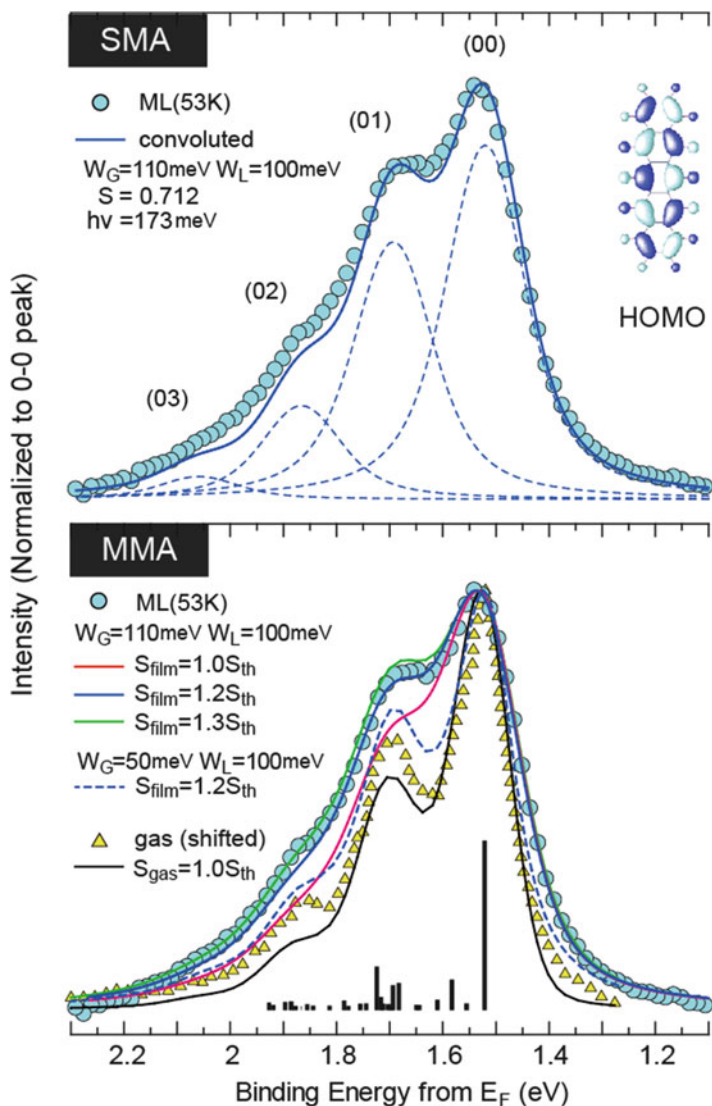 SMA
(00)
ML(53K)
(01)
convoluted
W_G=110meV W_L=100meV
S = 0.712
hν =173meV
(02)
HOMO
(03)
Intensity (Normalized to 0-0 peak)
MMA
ML(53K)
W_G=110meV W_L=100meV
S_film=1.0S_th
S_film=1.2S_th
S_film=1.3S_th
W_G=50meV W_L=100meV
S_film=1.2S_th
gas (shifted)
S_gas=1.0S_th
2.2 2 1.8 1.6 1.4 1.2
Binding Energy from E_F (eV)